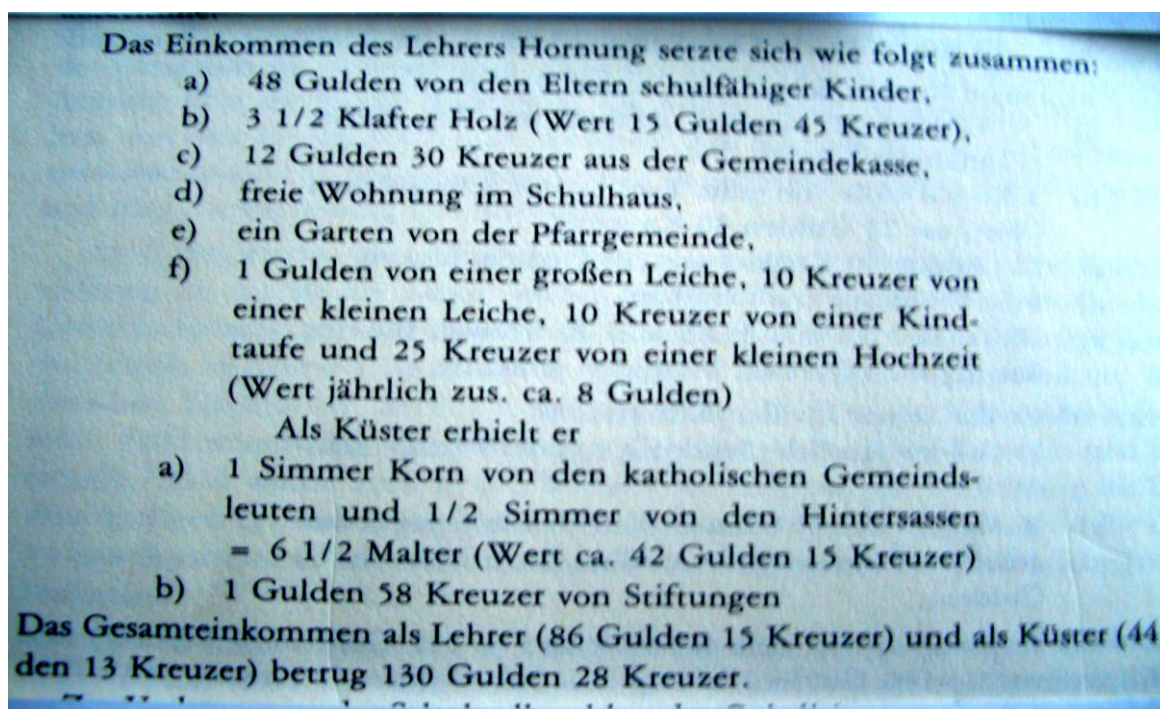 Das Einkommen des Lehrers Hornung setzte sich wie folgt zusammen:
a) 48 Gulden von den Eltern schulfähiger Kinder,
b) 3 1/2 Klafter Holz (Wert 15 Gulden 45 Kreuzer),
c) 12 Gulden 30 Kreuzer aus der Gemeindekasse,
d) freie Wohnung im Schulhaus,
e) ein Garten von der Pfarrgemeinde,
f) 1 Gulden von einer großen Leiche, 10 Kreuzer von
einer kleinen Leiche, 10 Kreuzer von einer Kind-
taufe und 25 Kreuzer von einer kleinen Hochzeit
(Wert jährlich zus. ca. 8 Gulden)
Als Küster erhielt er
a) 1 Simmer Korn von den katholischen Gemeinds-
leuten und 1/2 Simmer von den Hintersassen
= 6 1/2 Malter (Wert ca. 42 Gulden 15 Kreuzer)
b) 1 Gulden 58 Kreuzer von Stiftungen
Das Gesamteinkommen als Lehrer (86 Gulden 15 Kreuzer) und als Küster (44
den 13 Kreuzer) betrug 130 Gulden 28 Kreuzer.